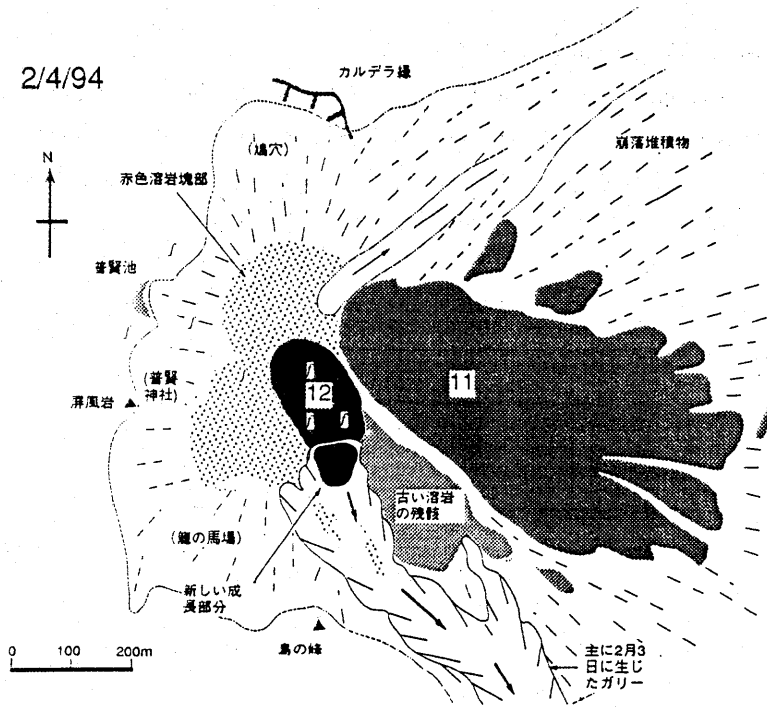 2/4/94
カルデラ縁
N
(鳩穴)
崩落堆積物
赤色溶岩塊部
普賢池
(普賢
神社)
屏風岩
12
11
古い溶岩
の残骸
(龍の馬場)
新しい成
長部分
島の峰
0 100 200m
主に2月3
日に生じ
たガリー